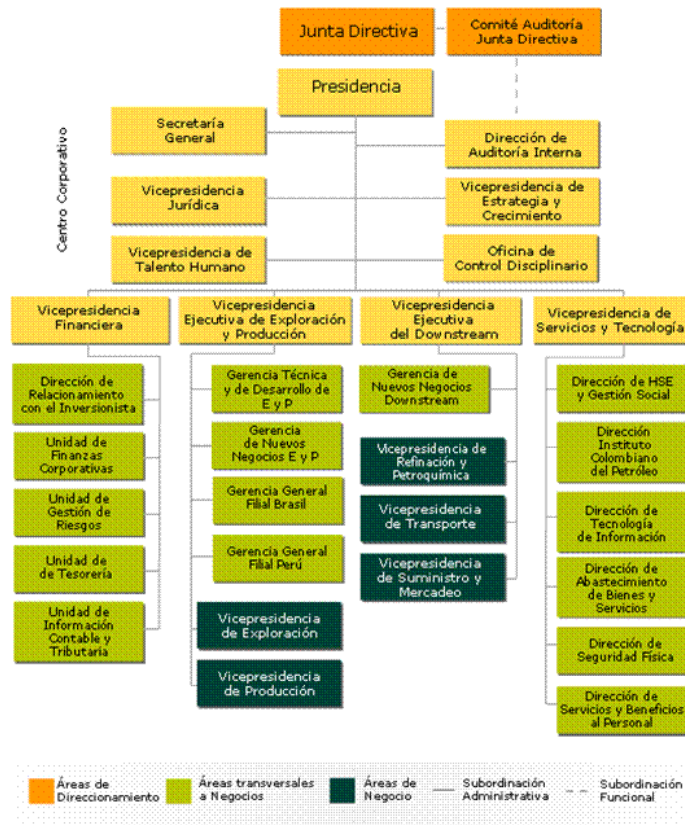 Junta Directiva
Comité Auditoría
Junta Directiva
Presidencia
Centro Corporativo
Secretaría
General
Dirección de
Auditoría Interna
Vicepresidencia
Jurídica
Vicepresidencia de
Estrategia y
Crecimiento
Vicepresidencia de
Talento Humano
Oficina de
Control Disciplinario
Vicepresidencia
Financiera
Vicepresidencia
Ejecutiva de Exploración
y Producción
Vicepresidencia
Ejecutiva
del Downstream
Vicepresidencia de
Servicios y Tecnología
Dirección de
Relacionamiento
con el Inversionista
Unidad de
Finanzas
Corporativas
Unidad de
Gestión de
Riesgos
Unidad de
de Tesorería
Unidad de
Información
Contable y
Tributaria
Gerencia Técnica
y de Desarrollo de
E y P
Gerencia
de Nuevos
Negocios E y P
Gerencia General
Filial Brasil
Gerencia General
Filial Perú
Vicepresidencia
de Exploración
Vicepresidencia
de Producción
Gerencia de
Nuevos Negocios
Downstream
Vicepresidencia de
Refinación y
Petroquímica
Vicepresidencia
de Transporte
Vicepresidencia
de Suministro y
Mercadeo
Dirección de HSE
y Gestión Social
Dirección
Instituto
Colombiano
del Petróleo
Dirección de
Tecnología
de Información
Dirección de
Abastecimiento
de Bienes y
Servicios
Dirección de
Seguridad Física
Dirección de
Servicios y Beneficios
al Personal
Áreas de
Direccionamiento
Áreas transversales
a Negocios
Áreas de
Negocio
Subordinación
Administrativa
Subordinación
Funcional